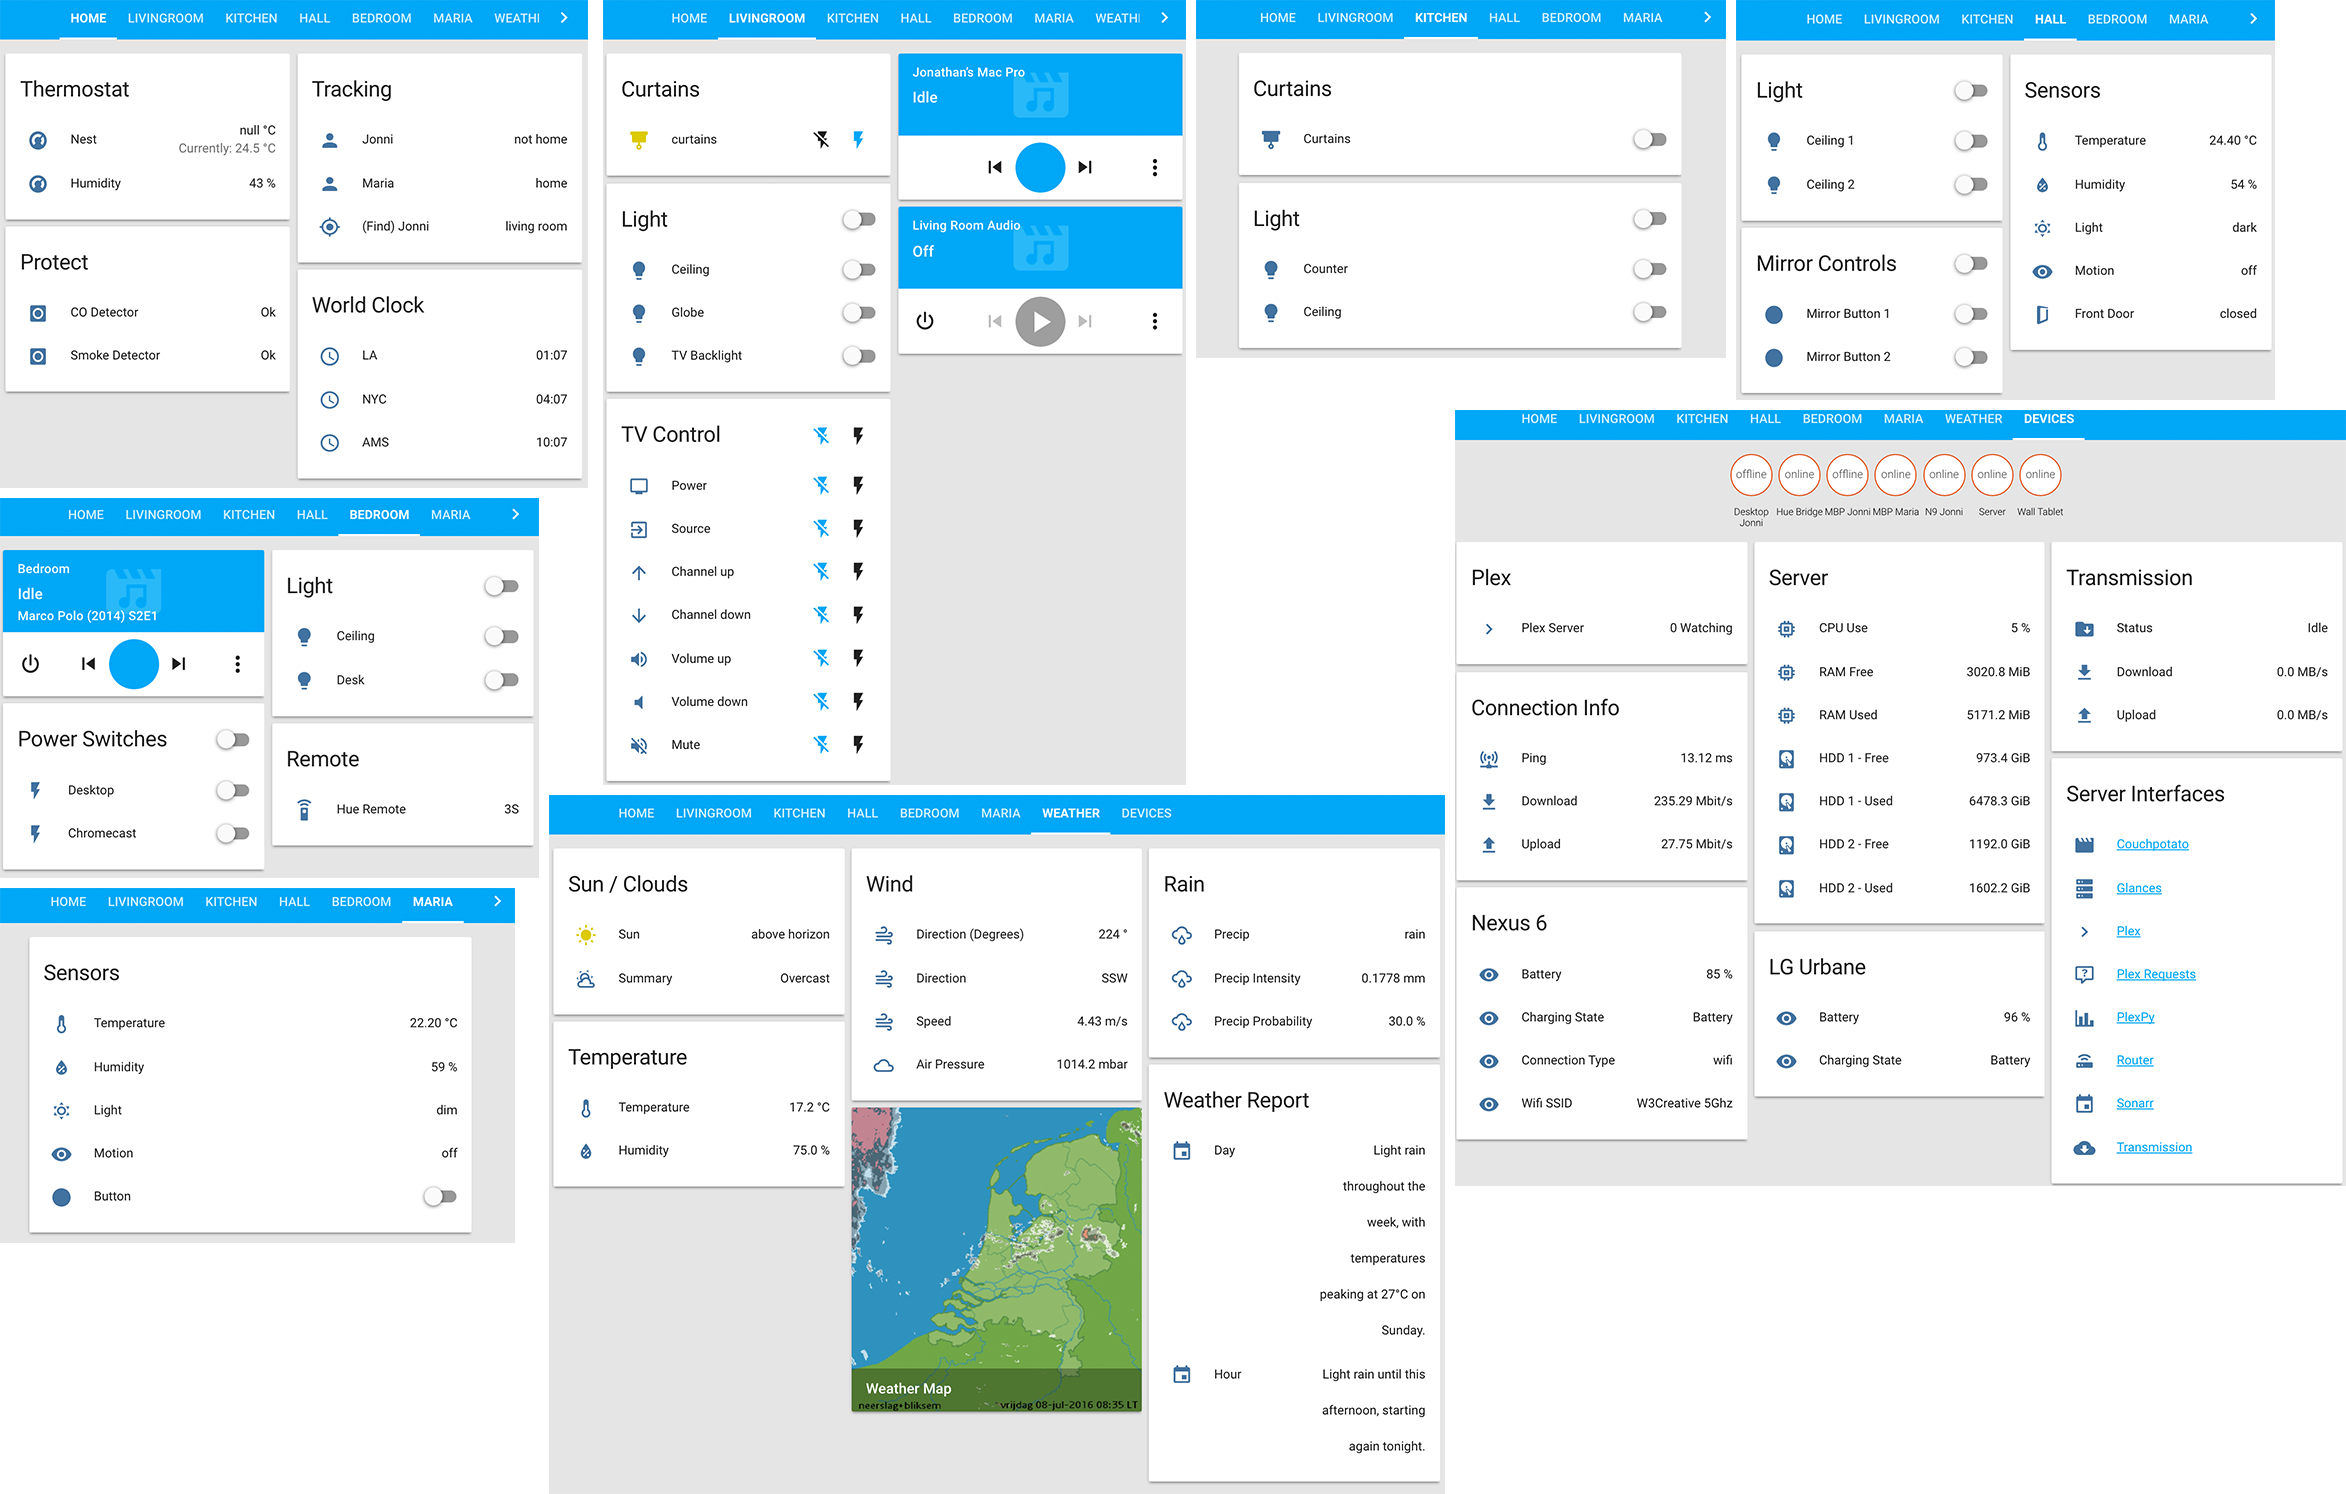 HOME LIVINGROOM KITCHEN HALL BEDROOM MARIA WEATHI
Thermostat
Nest null °C
Currently: 24.5 °C
Humidity 43 %
Protect
CO Detector Ok
Smoke Detector Ok
Tracking
Jonni not home
Maria home
(Find) Jonni living room
World Clock
LA 01:07
NYC 04:07
AMS 10:07
HOME LIVINGROOM KITCHEN HALL BEDROOM MARIA WEATHI
Curtains
curtains
Light
Ceiling
Globe
TV Backlight
TV Control
Power
Source
Channel up
Channel down
Volume up
Volume down
Mute
Jonathan's Mac Pro
Idle
Living Room Audio
Off
HOME LIVINGROOM KITCHEN HALL BEDROOM MARIA
Curtains
Curtains
Light
Counter
Ceiling
HOME LIVINGROOM KITCHEN HALL BEDROOM MARIA
Light
Ceiling 1
Ceiling 2
Mirror Controls
Mirror Button 1
Mirror Button 2
Sensors
Temperature 24.40 °C
Humidity 54 %
Light dark
Motion off
Front Door closed
HOME LIVINGROOM KITCHEN HALL BEDROOM MARIA
Bedroom
Idle
Marco Polo (2014) S2E1
Power Switches
Desktop
Chromecast
Light
Ceiling
Desk
Remote
Hue Remote 3S
HOME LIVINGROOM KITCHEN HALL BEDROOM MARIA
Sensors
Temperature 22.20 °C
Humidity 59 %
Light dim
Motion off
Button
HOME LIVINGROOM KITCHEN HALL BEDROOM MARIA WEATHER DEVICES
Sun / Clouds
Sun above horizon
Summary Overcast
Temperature
Temperature 17.2 °C
Humidity 75.0 %
Wind
Direction (Degrees) 224 °
Direction SSW
Speed 4.43 m/s
Air Pressure 1014.2 mbar
Weather Map
neerslag•bliksem vrijdag 08-jul-2016 08:35 LT
Rain
Precip rain
Precip Intensity 0.1778 mm
Precip Probability 30.0 %
Weather Report
Day Light rain
throughout the
week, with
temperatures
peaking at 27°C on
Sunday.
Hour Light rain until this
afternoon, starting
again tonight.
HOME LIVINGROOM KITCHEN HALL BEDROOM MARIA WEATHER DEVICES
offline online offline online online online online
Desktop Hue Bridge MBP Jonni MBP Maria N9 Jonni Server Wall Tablet
Jonni
Plex
Plex Server 0 Watching
Connection Info
Ping 13.12 ms
Download 235.29 Mbit/s
Upload 27.75 Mbit/s
Nexus 6
Battery 85 %
Charging State Battery
Connection Type wifi
Wifi SSID W3Creative 5Ghz
Server
CPU Use 5 %
RAM Free 3020.8 MiB
RAM Used 5171.2 MiB
HDD 1 - Free 973.4 GiB
HDD 1 - Used 6478.3 GiB
HDD 2 - Free 1192.0 GiB
HDD 2 - Used 1602.2 GiB
LG Urbane
Battery 96 %
Charging State Battery
Transmission
Status Idle
Download 0.0 MB/s
Upload 0.0 MB/s
Server Interfaces
Couchpotato
Glances
Plex
Plex Requests
PlexPy
Router
Sonarr
Transmission